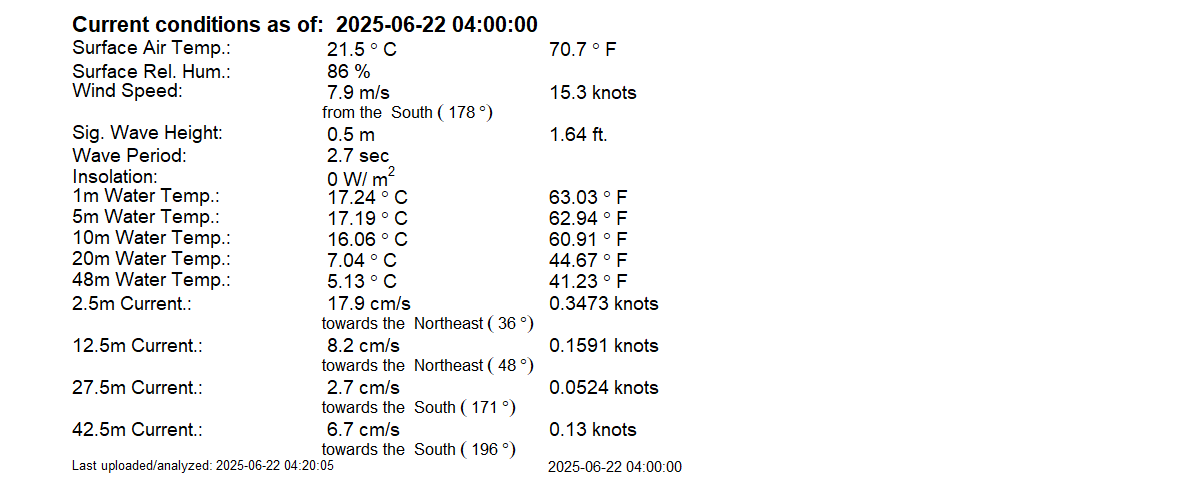 Current conditions as of: 2025-06-22 04:00:00
Surface Air Temp.: 21.5 ° C 70.7 ° F
Surface Rel. Hum.: 86 %
Wind Speed: 7.9 m/s 15.3 knots
from the South ( 178 °)
Sig. Wave Height: 0.5 m 1.64 ft.
Wave Period: 2.7 sec
Insolation: 0 W/ m²
1m Water Temp.: 17.24 ° C 63.03 ° F
5m Water Temp.: 17.19 ° C 62.94 ° F
10m Water Temp.: 16.06 ° C 60.91 ° F
20m Water Temp.: 7.04 ° C 44.67 ° F
48m Water Temp.: 5.13 ° C 41.23 ° F
2.5m Current.: 17.9 cm/s 0.3473 knots
towards the Northeast ( 36 °)
12.5m Current.: 8.2 cm/s 0.1591 knots
towards the Northeast ( 48 °)
27.5m Current.: 2.7 cm/s 0.0524 knots
towards the South ( 171 °)
42.5m Current.: 6.7 cm/s 0.13 knots
towards the South ( 196 °)
Last uploaded/analyzed: 2025-06-22 04:20:05 2025-06-22 04:00:00